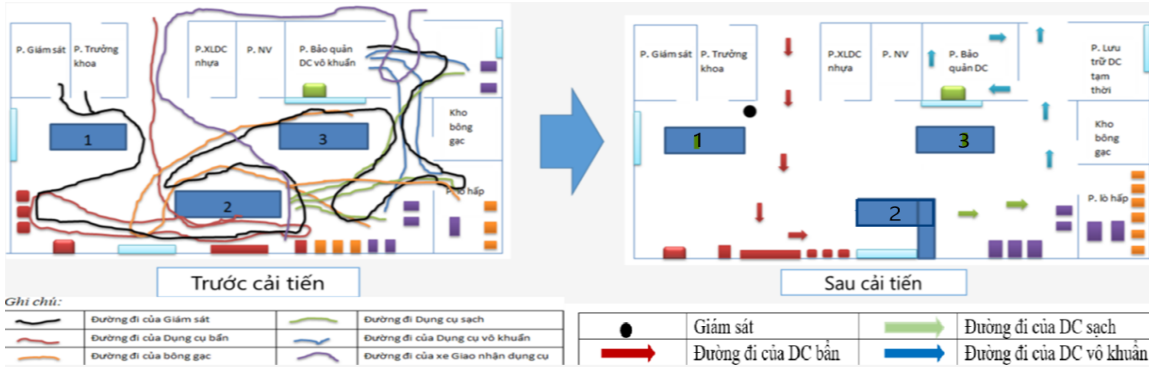 P. Giám sát
P. Trưởng
khoa
P.XLDC
nhựa
P. NV
P. Bảo quản
DC vô khuẩn
Kho
bông
gạc
P. lò hấp
1
2
3
Trước cải tiến
P. Giám sát
P. Trưởng
khoa
P.XLDC
nhựa
P. NV
P. Bảo
quản DC
P. Lưu
trữ DC
tạm
thời
Kho
bông
gạc
P. lò hấp
1
2
3
Sau cải tiến
Ghi chú:
Đường đi của Giám sát
Đường đi Dụng cụ sạch
Đường đi của Dụng cụ bẩn
Đường đi của Dụng cụ vô khuẩn
Đường đi của bông gạc
Đường đi của xe Giao nhận dụng cụ
Giám sát
Đường đi của DC sạch
Đường đi của DC bẩn
Đường đi của DC vô khuẩn